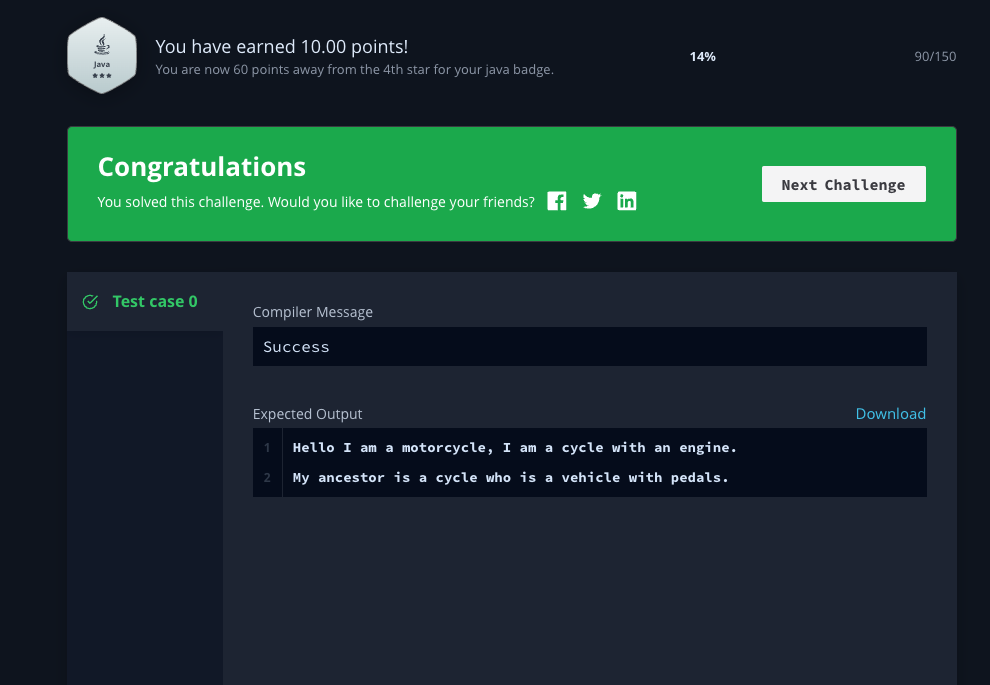 Java
★★★
You have earned 10.00 points!
You are now 60 points away from the 4th star for your java badge.
14%
90/150
Congratulations
You solved this challenge. Would you like to challenge your friends?
Next Challenge
Test case 0
Compiler Message
Success
Expected Output
Download
1 Hello I am a motorcycle, I am a cycle with an engine.
2 My ancestor is a cycle who is a vehicle with pedals.